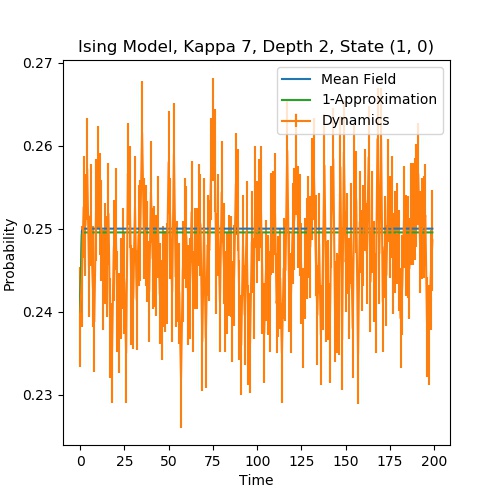 Ising Model, Kappa 7, Depth 2, State (1, 0)
Mean Field
1-Approximation
Dynamics
Probability
0.27
0.26
0.25
0.24
0.23
0 25 50 75 100 125 150 175 200
Time